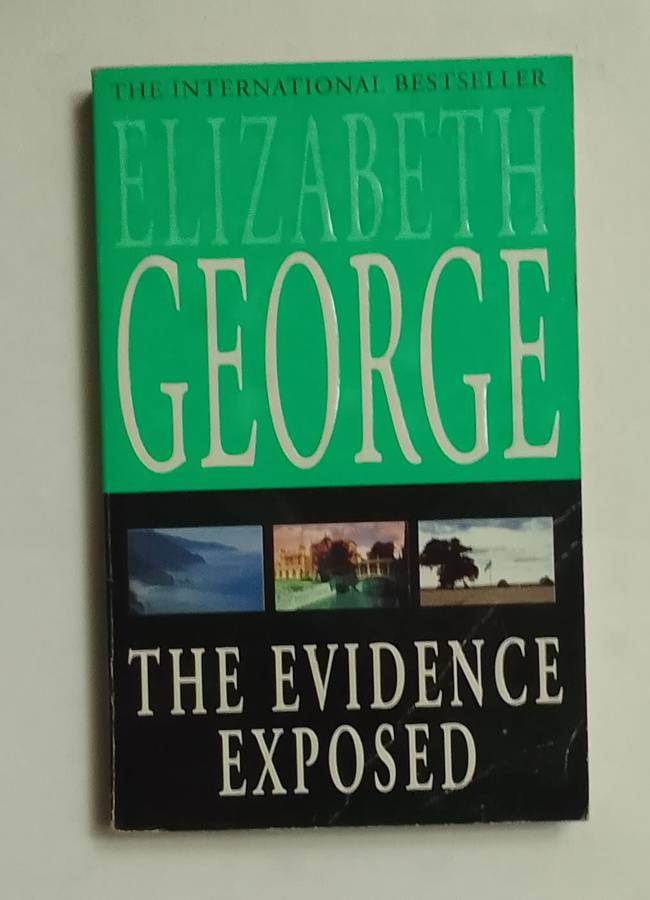 THE INTERNATIONAL BESTSELLER
ELIZABETH
GEORGE
THE EVIDENCE
EXPOSED